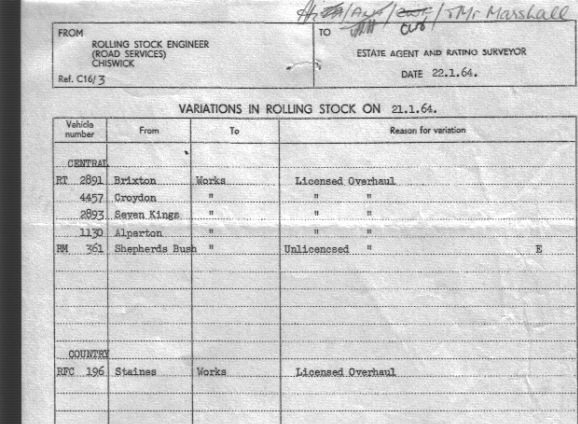 Mr Marshall
FROM
ROLLING STOCK ENGINEER
(ROAD SERVICES)
CHISWICK
Ref. C16/3
TO
ESTATE AGENT AND RATING SURVEYOR
DATE 22.1.64.
VARIATIONS IN ROLLING STOCK ON 21.1.64.
Vehicle number From To Reason for variation
CENTRAL
RT 2891 Brixton Works Licensed Overhaul
4457 Croydon " " "
2893 Seven Kings " " "
1130 Alperton " " "
RM 361 Shepherds Bush " Unlicencsed " E
COUNTRY
RFC 196 Staines Works Licensed Overhaul